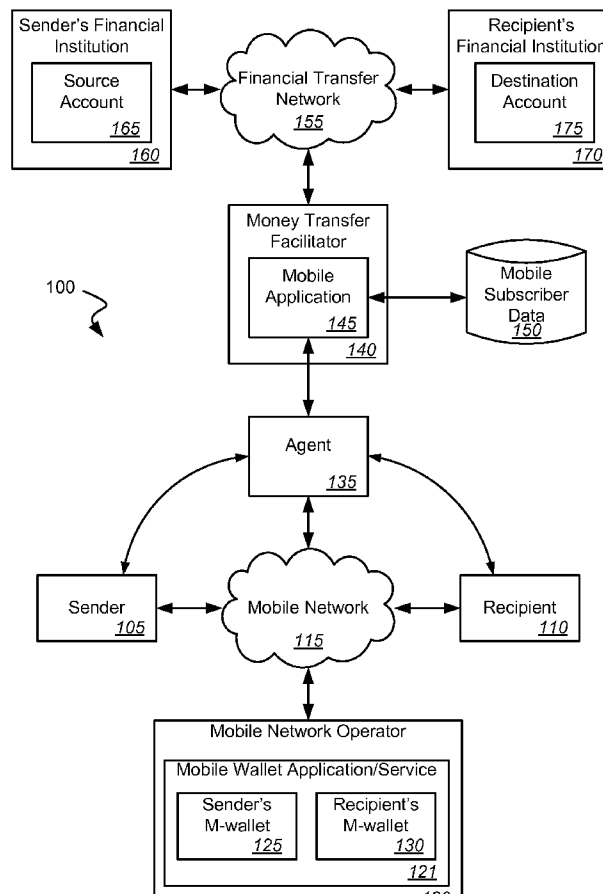 Sender's Financial
Institution
Source
Account
165
160
Financial Transfer
Network
155
Recipient's
Financial Institution
Destination
Account
175
170
Money Transfer
Facilitator
Mobile
Application
145
140
Mobile
Subscriber
Data
150
100
Agent
135
Sender
105
Mobile Network
115
Recipient
110
Mobile Network Operator
Mobile Wallet Application/Service
Sender's
M-wallet
125
Recipient's
M-wallet
130
121